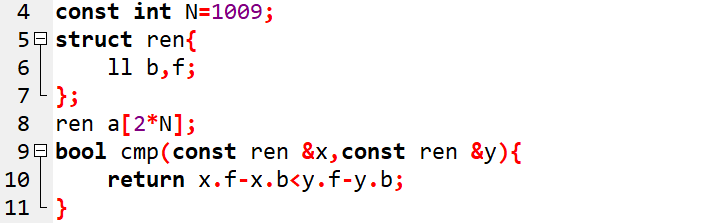 4 const int N=1009;
5 struct ren{
6 ll b,f;
7 };
8 ren a[2*N];
9 bool cmp(const ren &x,const ren &y){
10 return x.f-x.b<y.f-y.b;
11 }